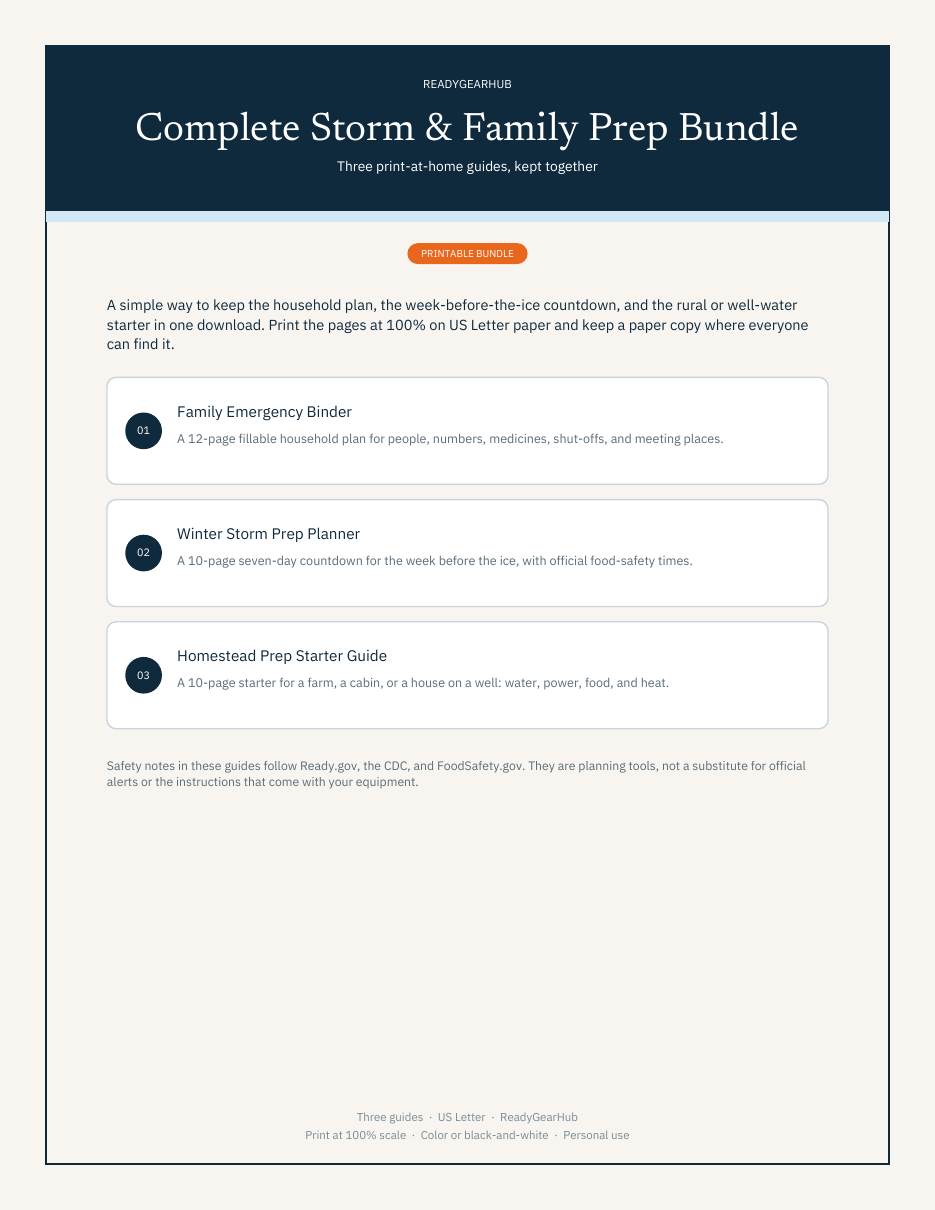 READYGEARHUB
Complete Storm & Family Prep Bundle
Three print-at-home guides, kept together
PRINTABLE BUNDLE
A simple way to keep the household plan, the week-before-the-ice countdown, and the rural or well-water
starter in one download. Print the pages at 100% on US Letter paper and keep a paper copy where everyone
can find it.
01
Family Emergency Binder
A 12-page fillable household plan for people, numbers, medicines, shut-offs, and meeting places.
02
Winter Storm Prep Planner
A 10-page seven-day countdown for the week before the ice, with official food-safety times.
03
Homestead Prep Starter Guide
A 10-page starter for a farm, a cabin, or a house on a well: water, power, food, and heat.
Safety notes in these guides follow Ready.gov, the CDC, and FoodSafety.gov. They are planning tools, not a substitute for official
alerts or the instructions that come with your equipment.
Three guides · US Letter · ReadyGearHub
Print at 100% scale · Color or black-and-white · Personal use